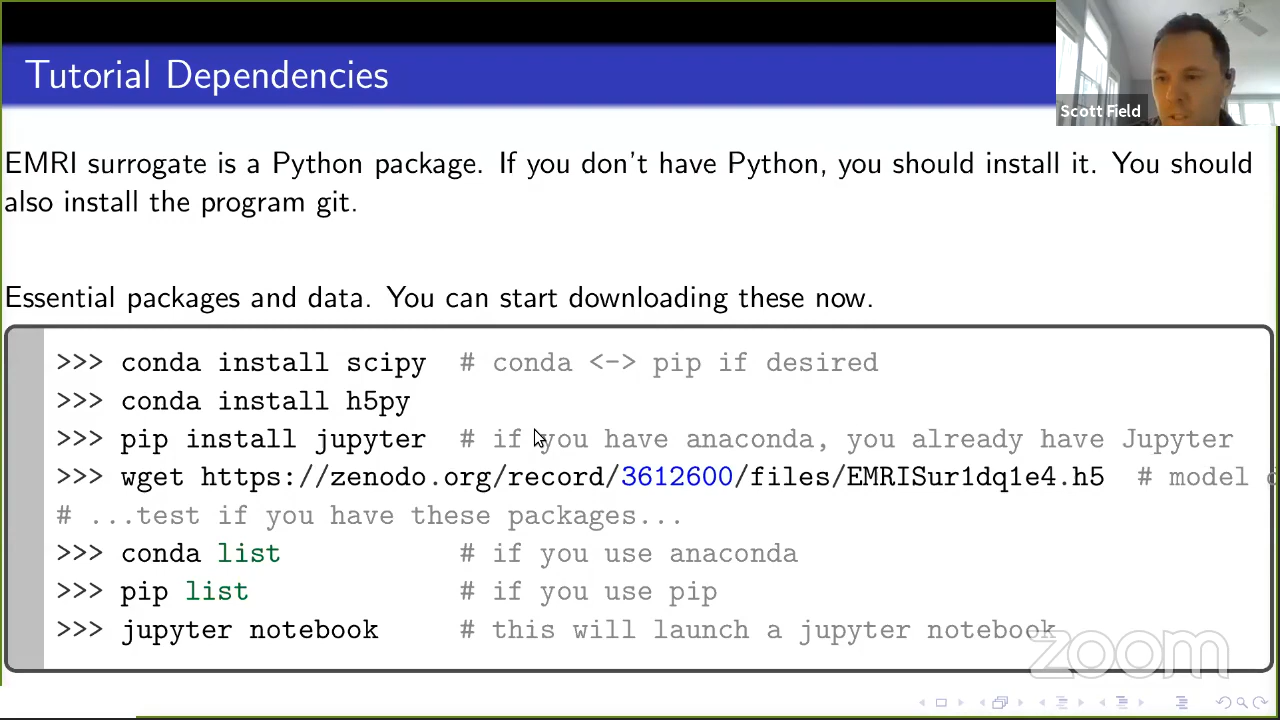 Tutorial Dependencies
Scott Field
EMRI surrogate is a Python package. If you don't have Python, you should install it. You should
also install the program git.
Essential packages and data. You can start downloading these now.
>>> conda install scipy # conda <-> pip if desired
>>> conda install h5py
>>> pip install jupyter # if you have anaconda, you already have Jupyter
>>> wget https://zenodo.org/record/3612600/files/EMRISur1dq1e4.h5 # model
# ...test if you have these packages...
>>> conda list # if you use anaconda
>>> pip list # if you use pip
>>> jupyter notebook # this will launch a jupyter notebook
zoom